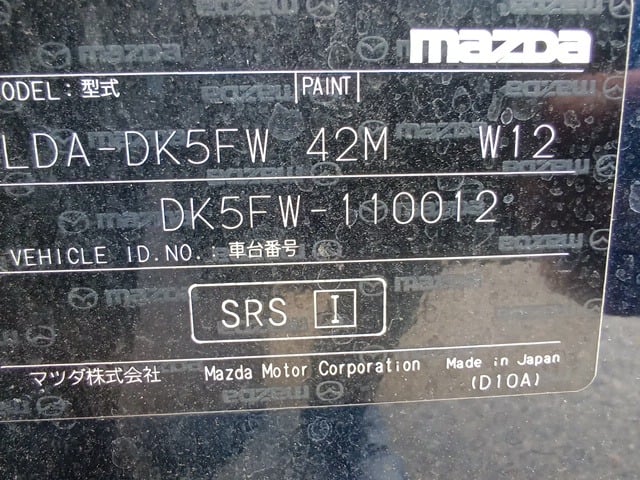 mazda
MODEL:型式 PAINT
LDA-DK5FW 42M W12
DK5FW-110012
VEHICLE ID.NO.:車台番号
SRS I
マツダ株式会社 Mazda Motor Corporation Made in Japan
(D10A)